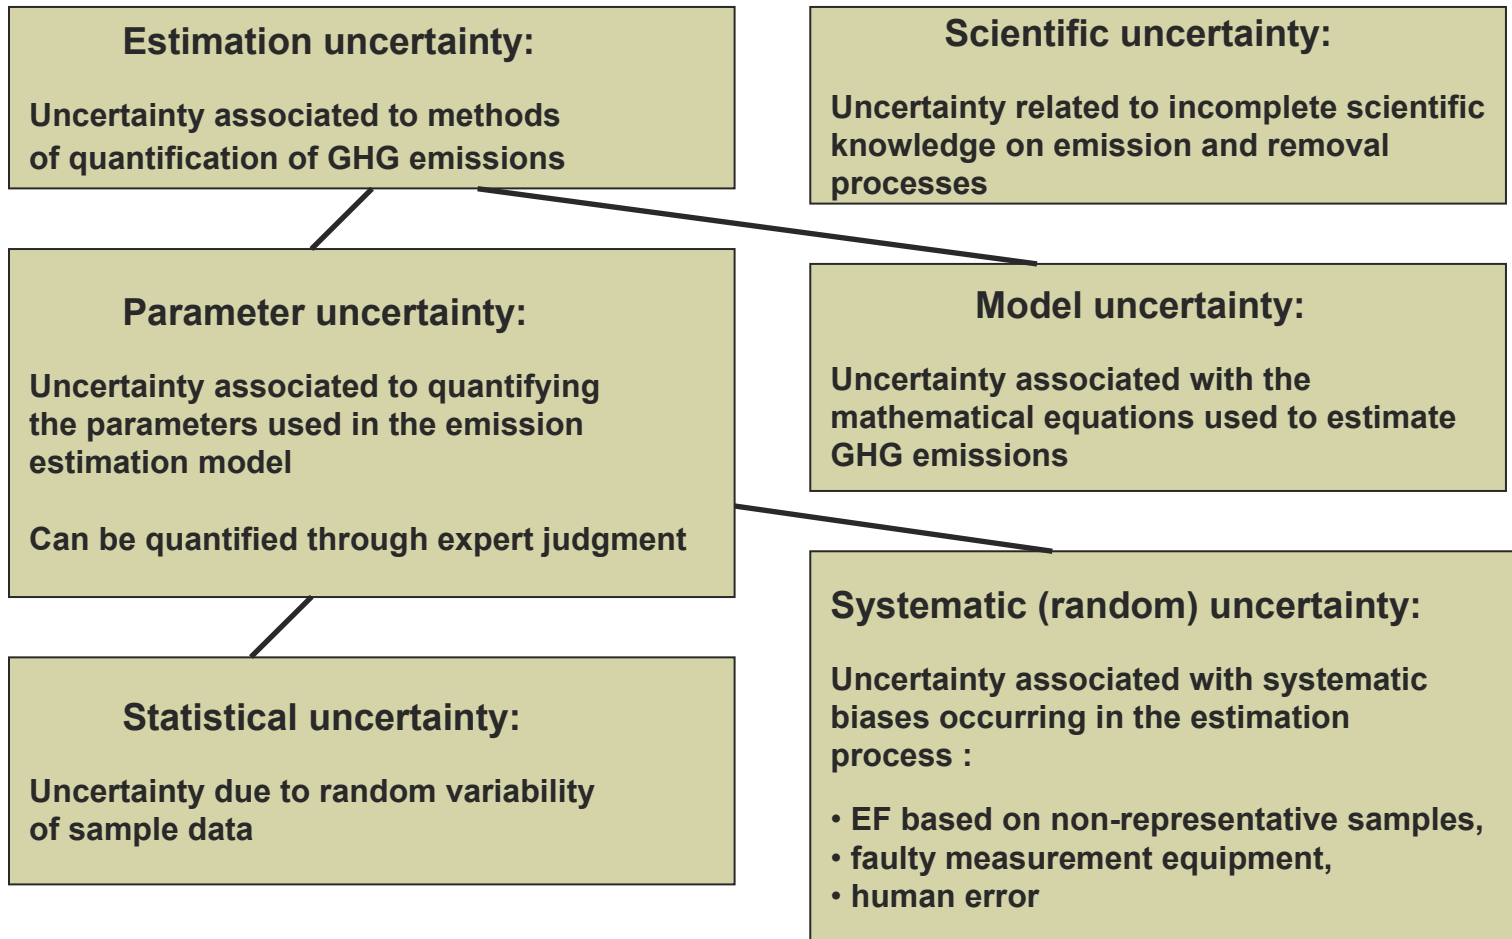 Estimation uncertainty:
Uncertainty associated to methods
of quantification of GHG emissions
Scientific uncertainty:
Uncertainty related to incomplete scientific
knowledge on emission and removal
processes
Parameter uncertainty:
Uncertainty associated to quantifying
the parameters used in the emission
estimation model
Can be quantified through expert judgment
Model uncertainty:
Uncertainty associated with the
mathematical equations used to estimate
GHG emissions
Statistical uncertainty:
Uncertainty due to random variability
of sample data
Systematic (random) uncertainty:
Uncertainty associated with systematic
biases occurring in the estimation
process :
• EF based on non-representative samples,
• faulty measurement equipment,
• human error